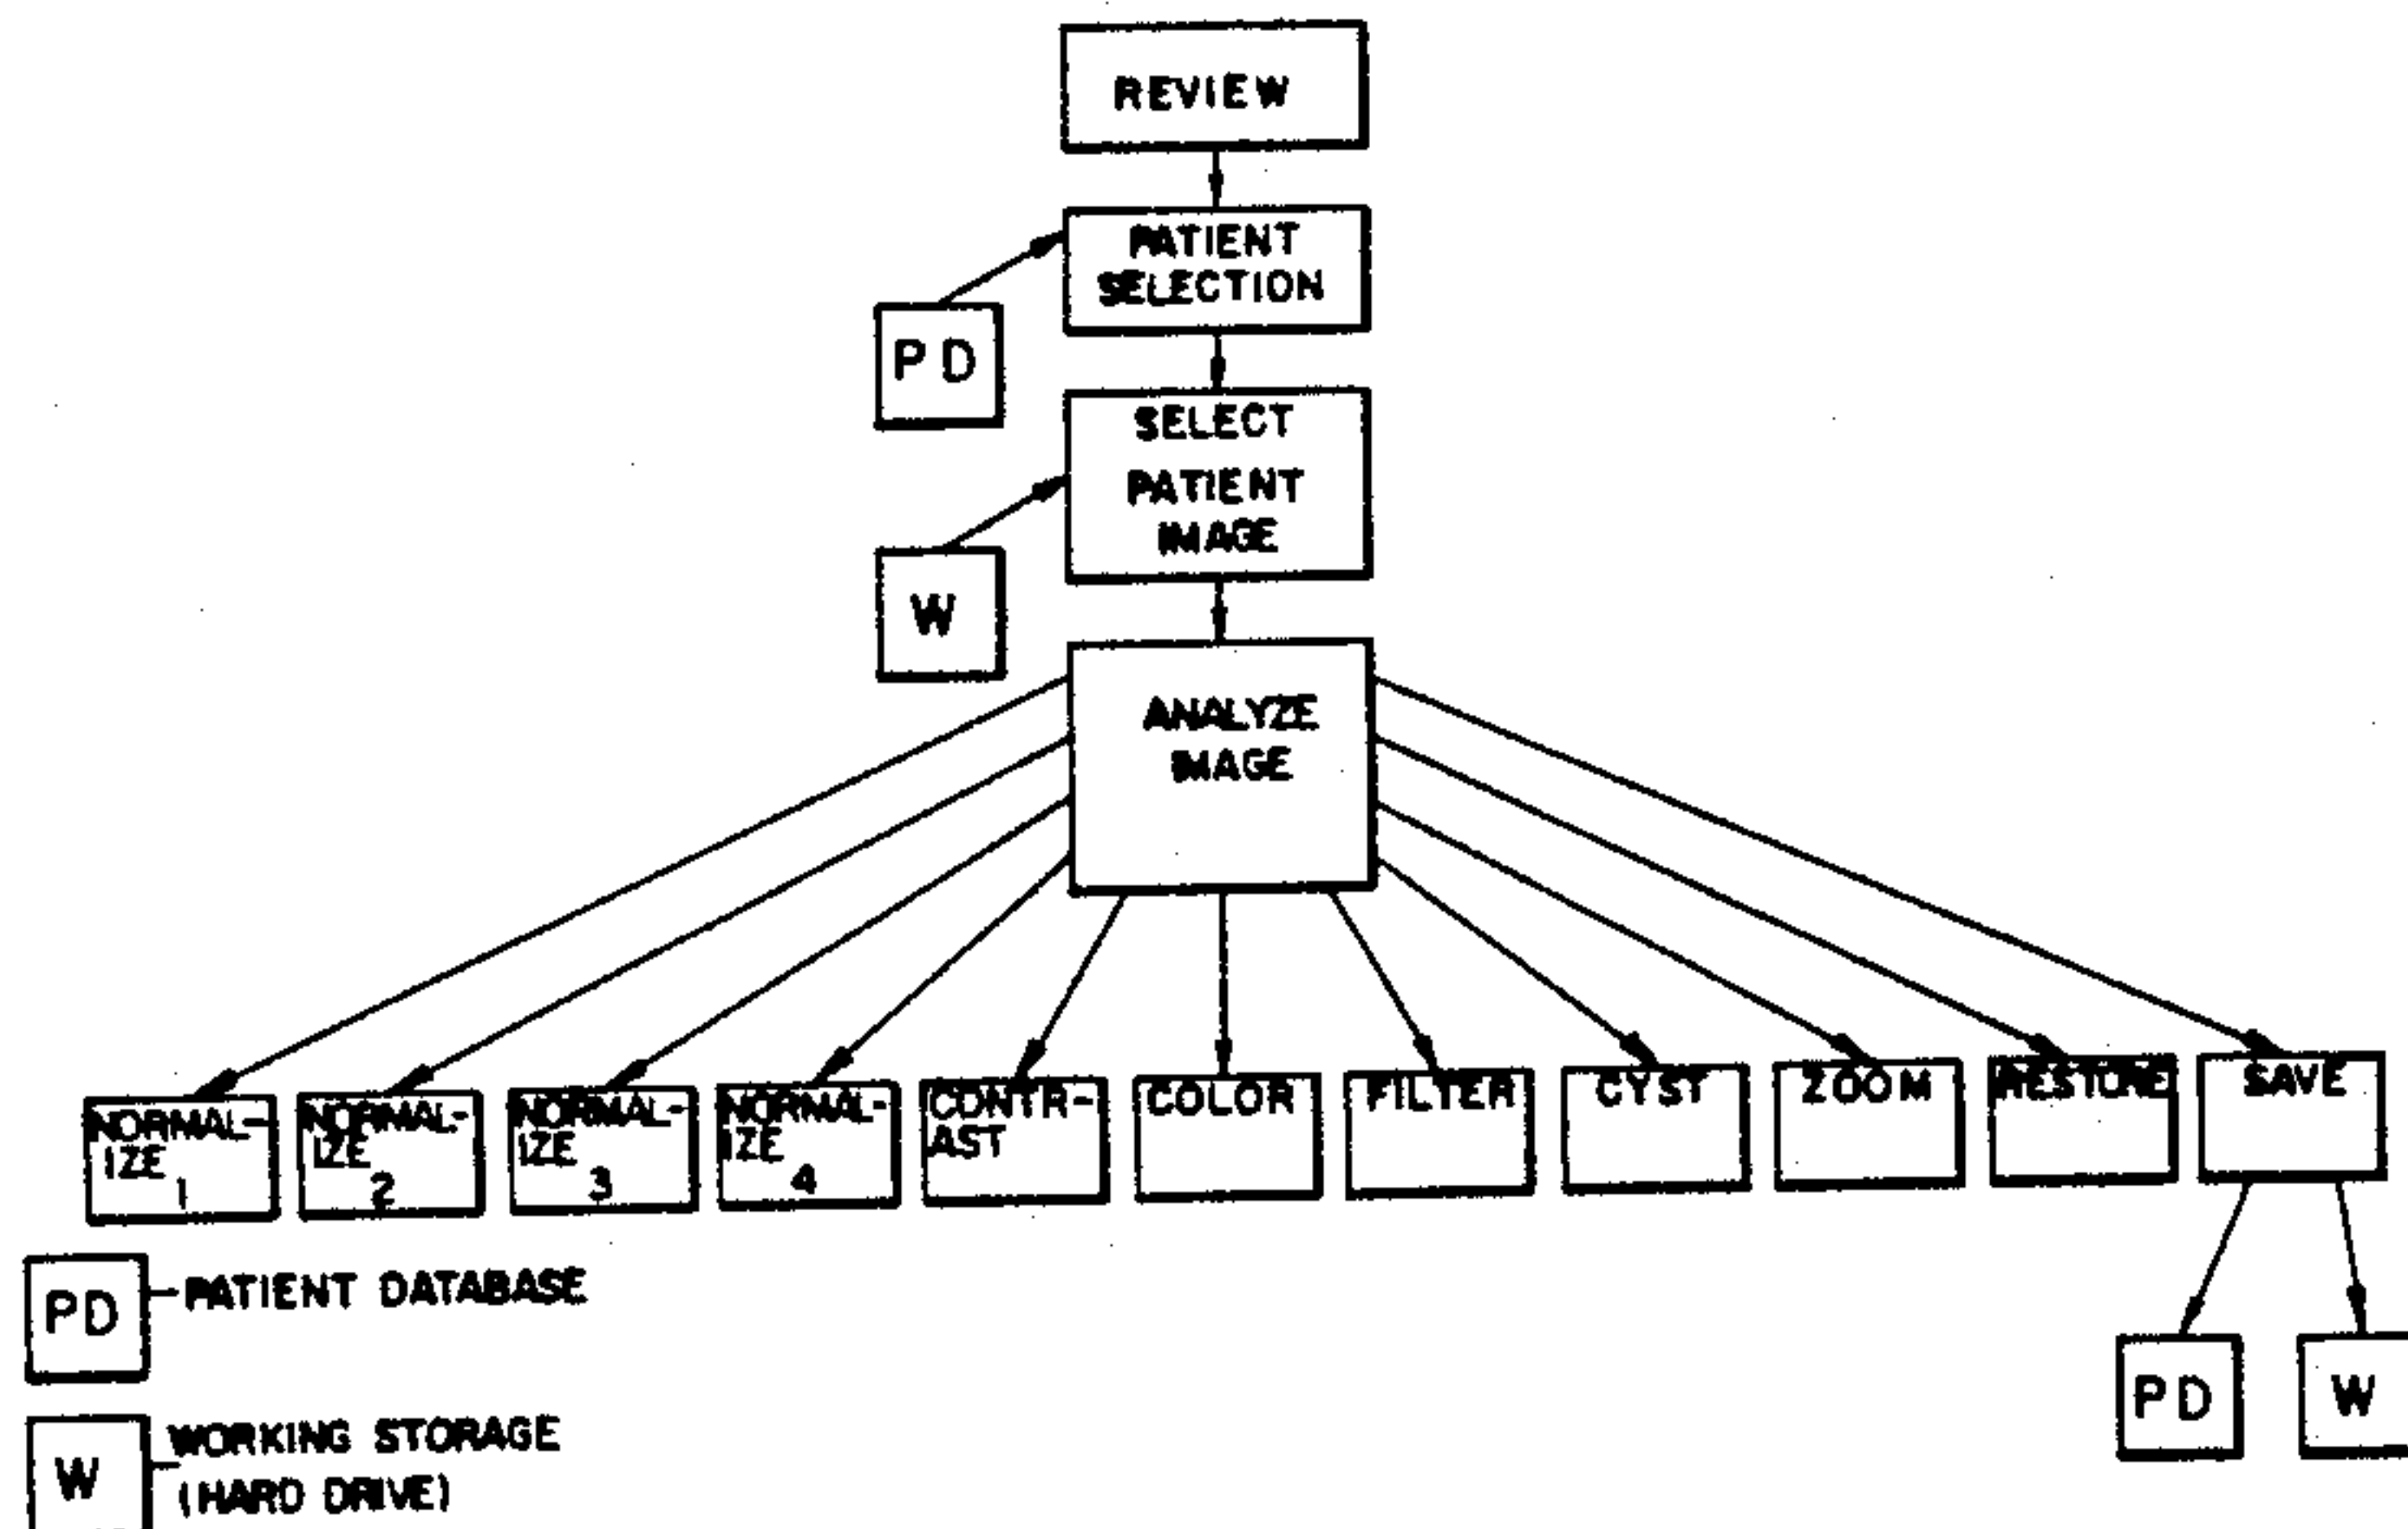 REVIEW
PATIENT
SELECTION
PD
SELECT
PATIENT
IMAGE
W
ANALYZE
IMAGE
NORMAL-
IZE
1
NORMAL-
IZE
2
NORMAL-
IZE
3
NORMAL-
IZE
4
CONTR-
AST
COLOR
FILTER
CYST
ZOOM
RESTORE
SAVE
PD
PATIENT DATABASE
PD
W
W
WORKING STORAGE
(HARD DRIVE)